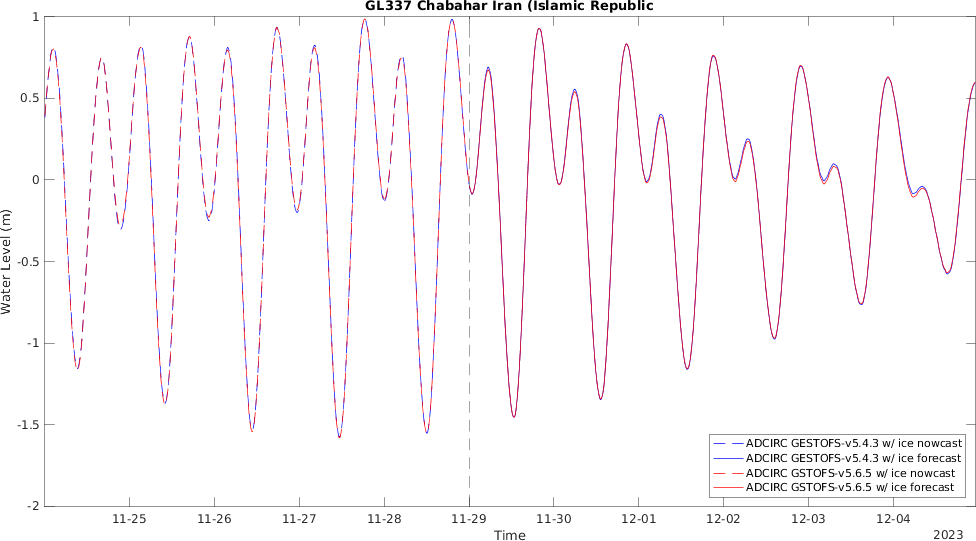 GL337 Chabahar Iran (Islamic Republic
1
0.5
0
-0.5
-1
-1.5
-2
Water Level (m)
ADCIRC GESTOFS-v5.4.3 w/ ice nowcast
ADCIRC GESTOFS-v5.4.3 w/ ice forecast
ADCIRC GSTOFS-v5.6.5 w/ ice nowcast
ADCIRC GSTOFS-v5.6.5 w/ ice forecast
11-25 11-26 11-27 11-28 11-29 11-30 12-01 12-02 12-03 12-04
Time
2023